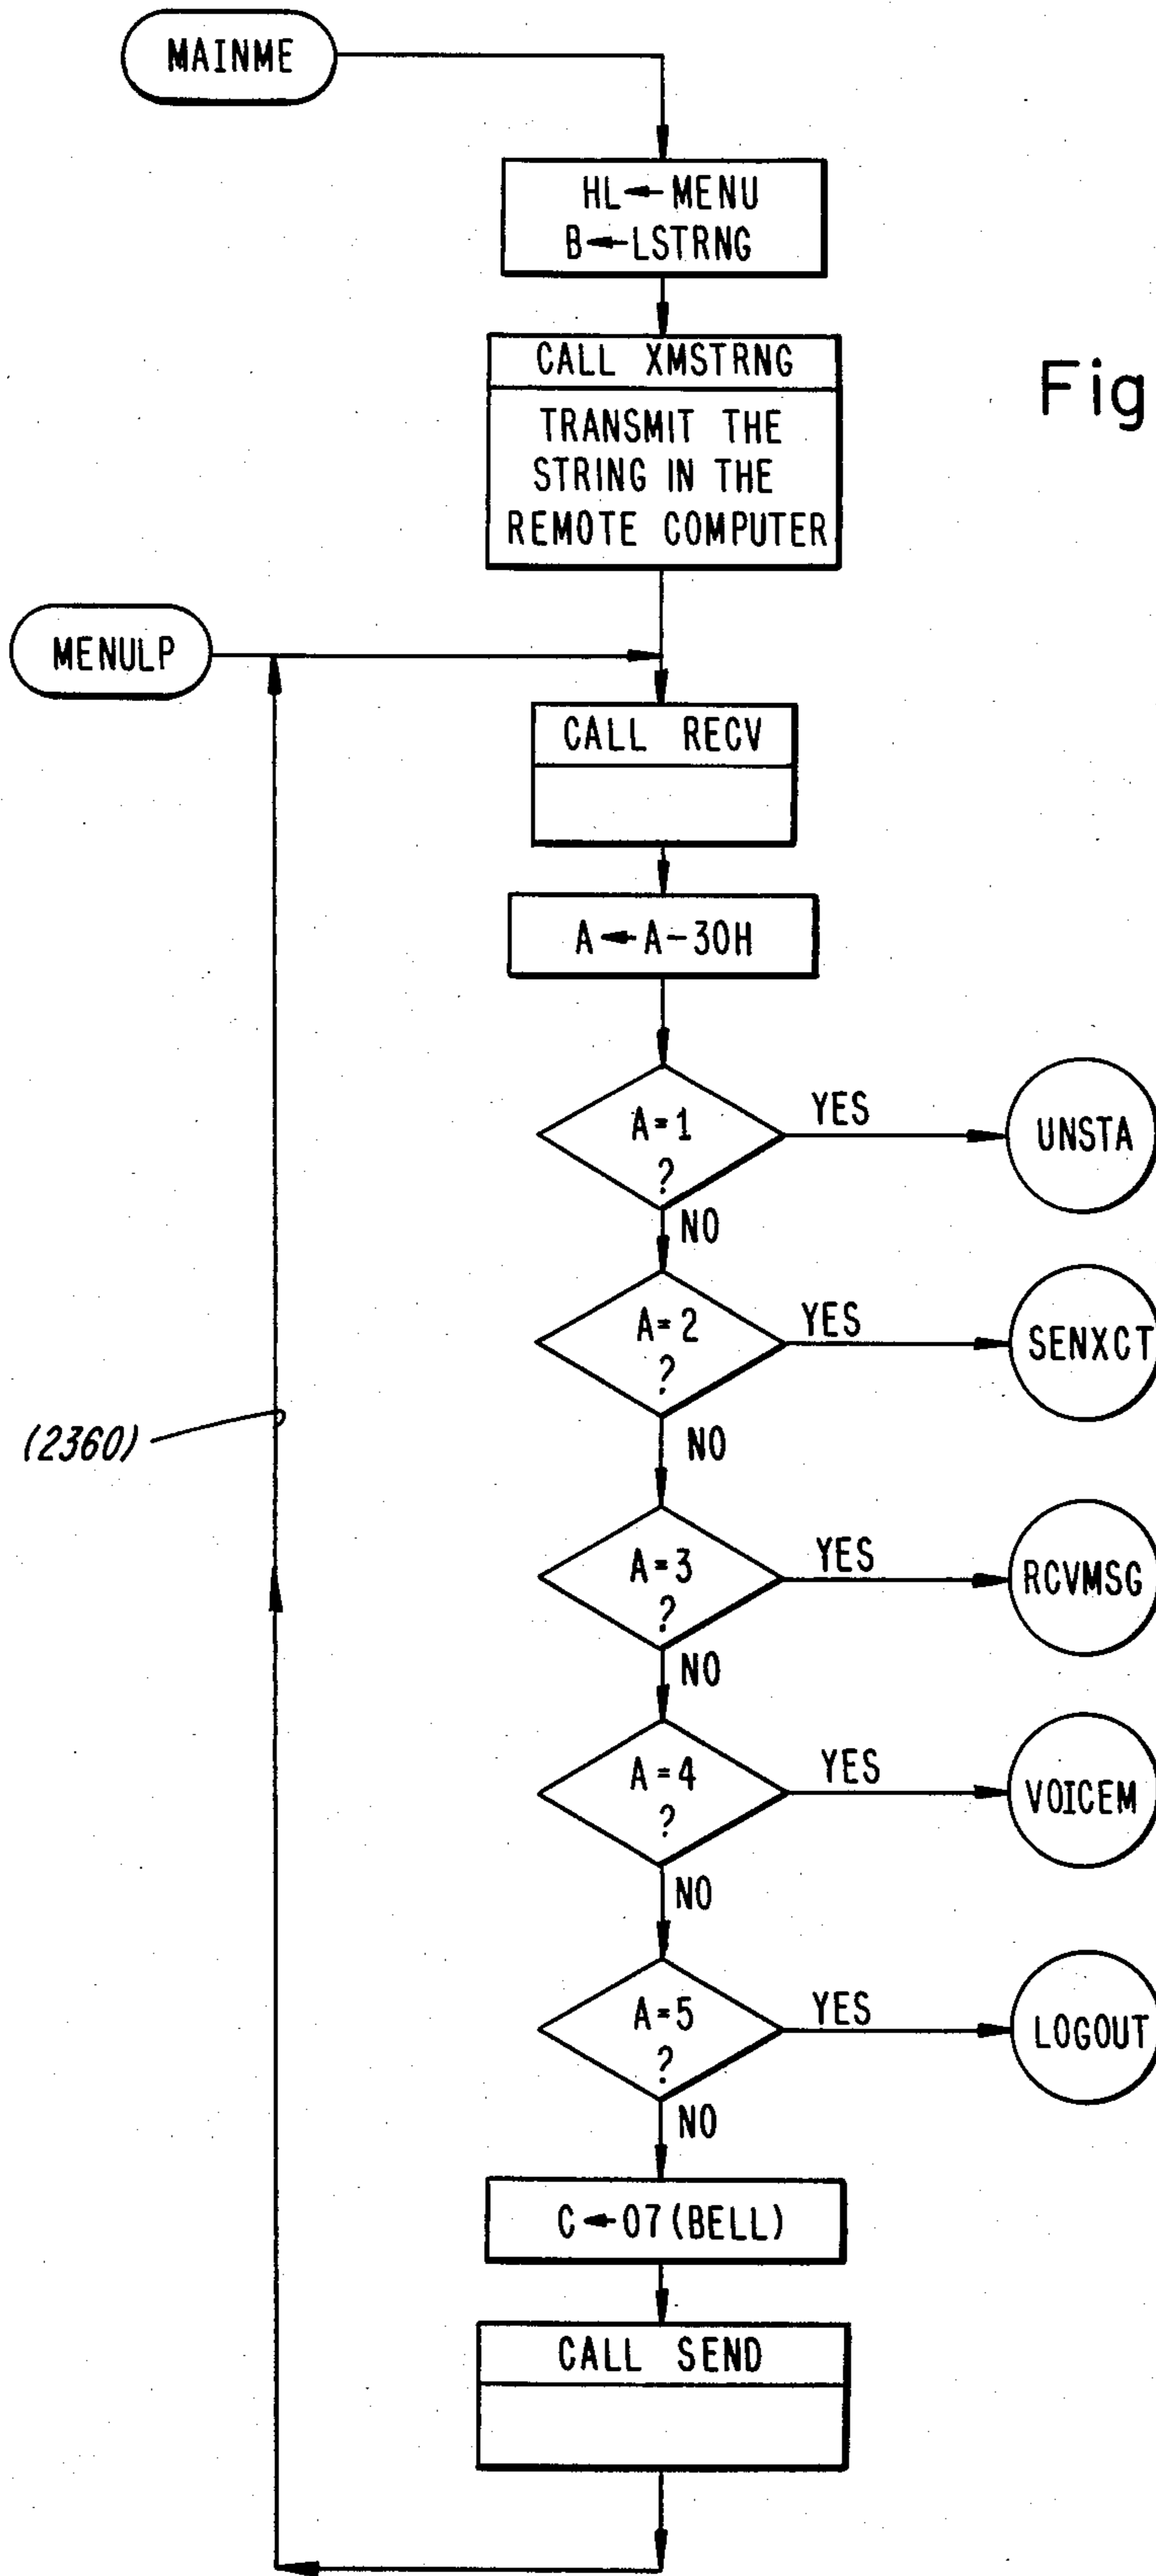 MAINME
HL←MENU
B←LSTRNG
CALL XMSTRNG
TRANSMIT THE
STRING IN THE
REMOTE COMPUTER
Fig
MENULP
CALL RECV
A←A-30H
A=1
?
YES
UNSTA
NO
A=2
?
YES
SENXCT
NO
(2360)
A=3
?
YES
RCVMSG
NO
A=4
?
YES
VOICEM
NO
A=5
?
YES
LOGOUT
NO
C←07(BELL)
CALL SEND